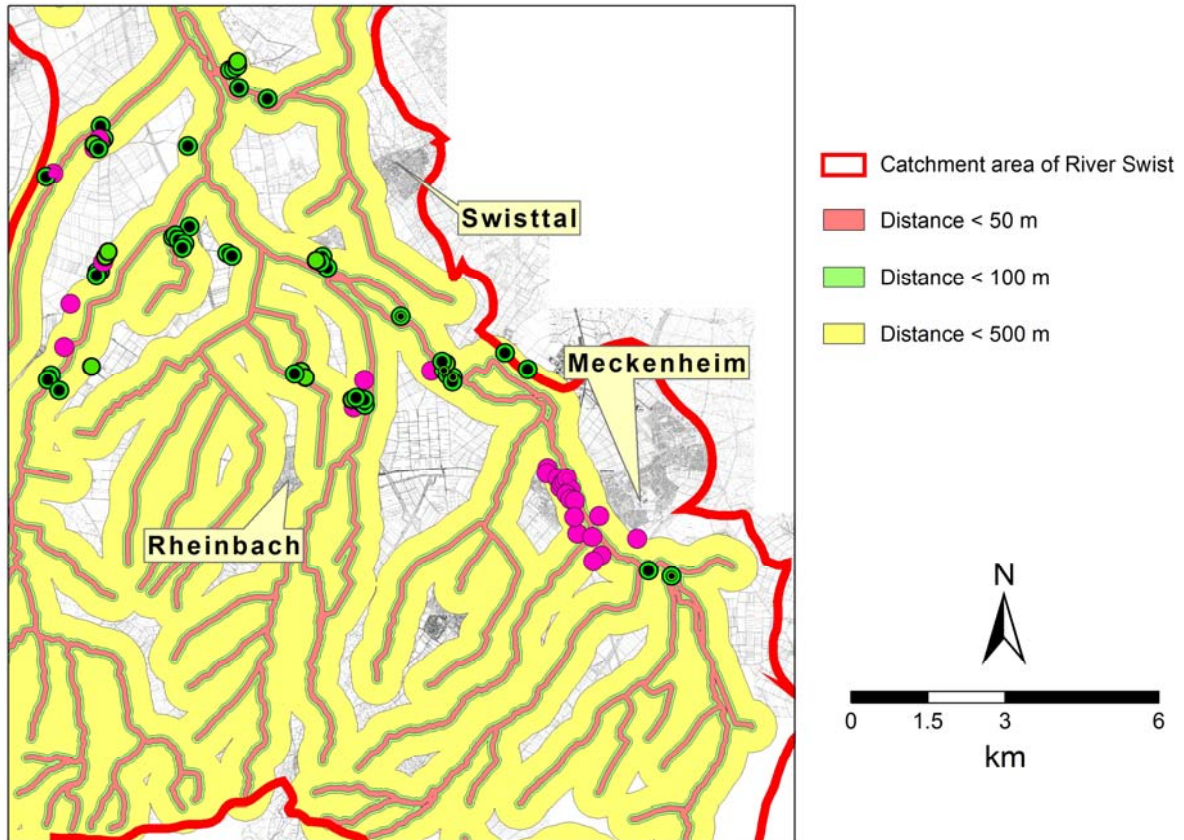 Swisttal
Meckenheim
Rheinbach
Catchment area of River Swist
Distance < 50 m
Distance < 100 m
Distance < 500 m
N
0 1.5 3 6
km